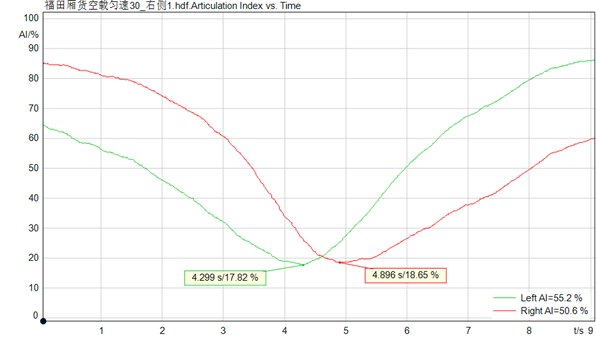 福田厢货空载匀速30_右侧1.hdf.Articulation Index vs. Time
100
AI/%
90
80
70
60
50
40
30
20
10
0
4.299 s/17.82 %
4.896 s/18.65 %
Left AI=55.2 %
Right AI=50.6 %
1 2 3 4 5 6 7 8 t/s 9